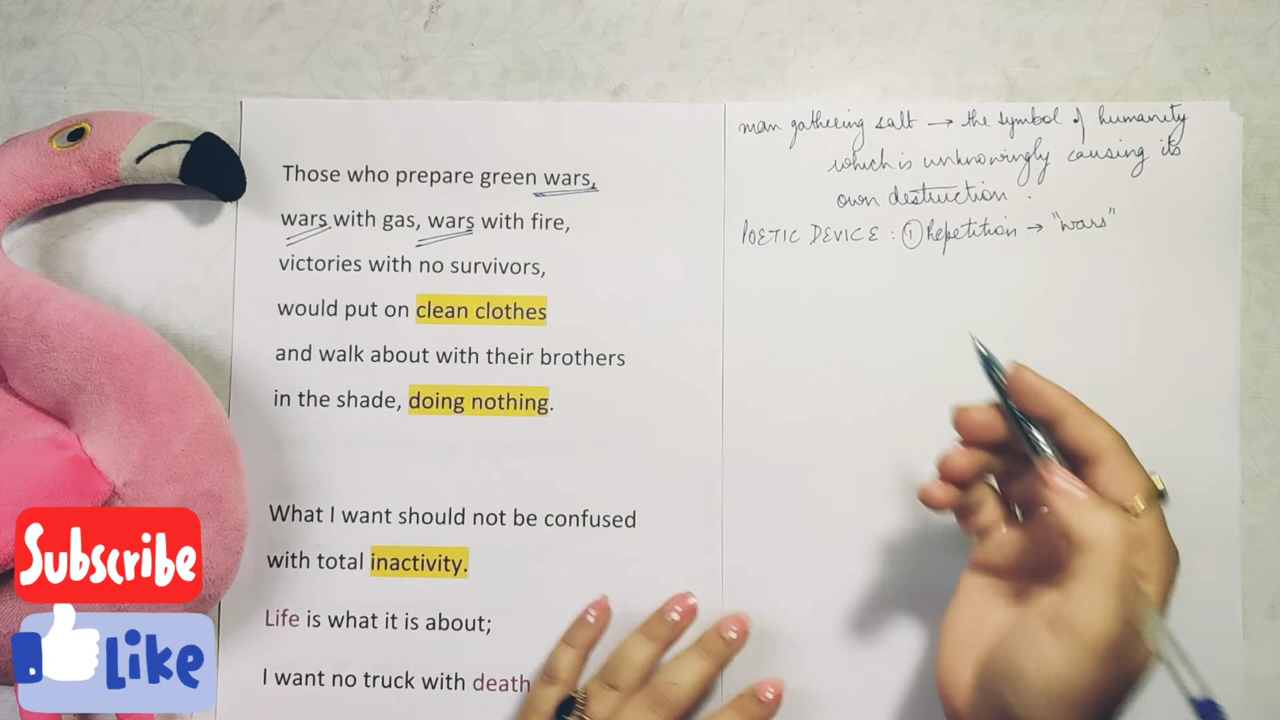 Those who prepare green wars,
wars with gas, wars with fire,
victories with no survivors,
would put on clean clothes
and walk about with their brothers
in the shade, doing nothing.
What I want should not be confused
with total inactivity.
Life is what it is about;
I want no truck with death
man gathering salt → the symbol of humanity
which is unknowingly causing its
own destruction.
POETIC DEVICE : ① Repetition → "wars"
Subscribe
Like